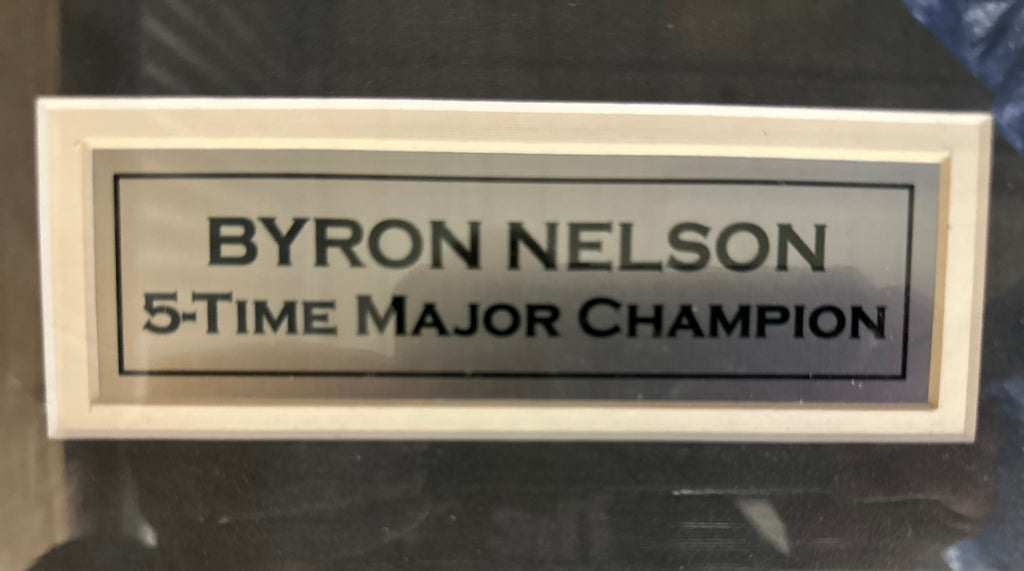 BYRON NELSON
5-TIME MAJOR CHAMPION